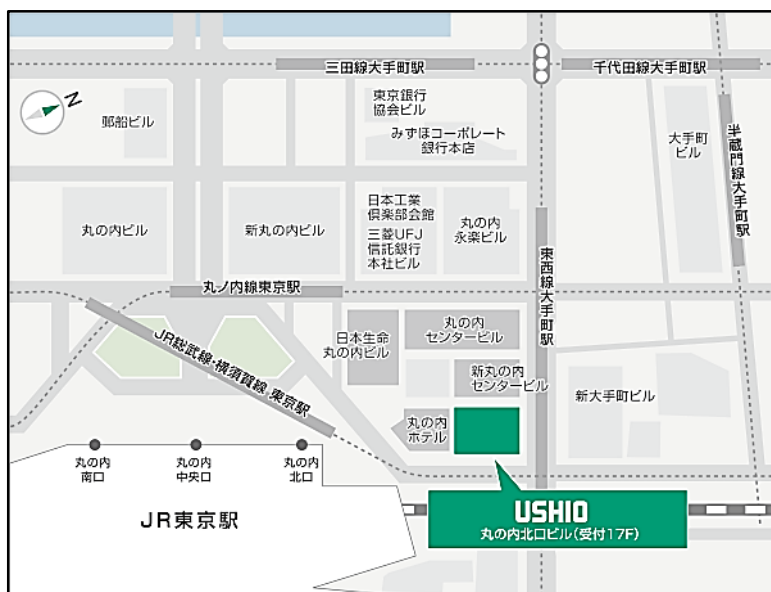 三田線大手町駅
千代田線大手町駅
N
郵船ビル
東京銀行
協会ビル
みずほコーポレート
銀行本店
大手町
ビル
半蔵門線大手町駅
丸の内ビル
新丸の内ビル
日本工業
倶楽部会館
三菱UFJ
信託銀行
本社ビル
丸の内
永楽ビル
東西線大手町駅
丸ノ内線東京駅
JR総武線・横須賀線 東京駅
日本生命
丸の内ビル
丸の内
センタービル
新丸の内
センタービル
新大手町ビル
丸の内
ホテル
丸の内
南口
丸の内
中央口
丸の内
北口
JR東京駅
USHIO
丸の内北口ビル(受付17F)